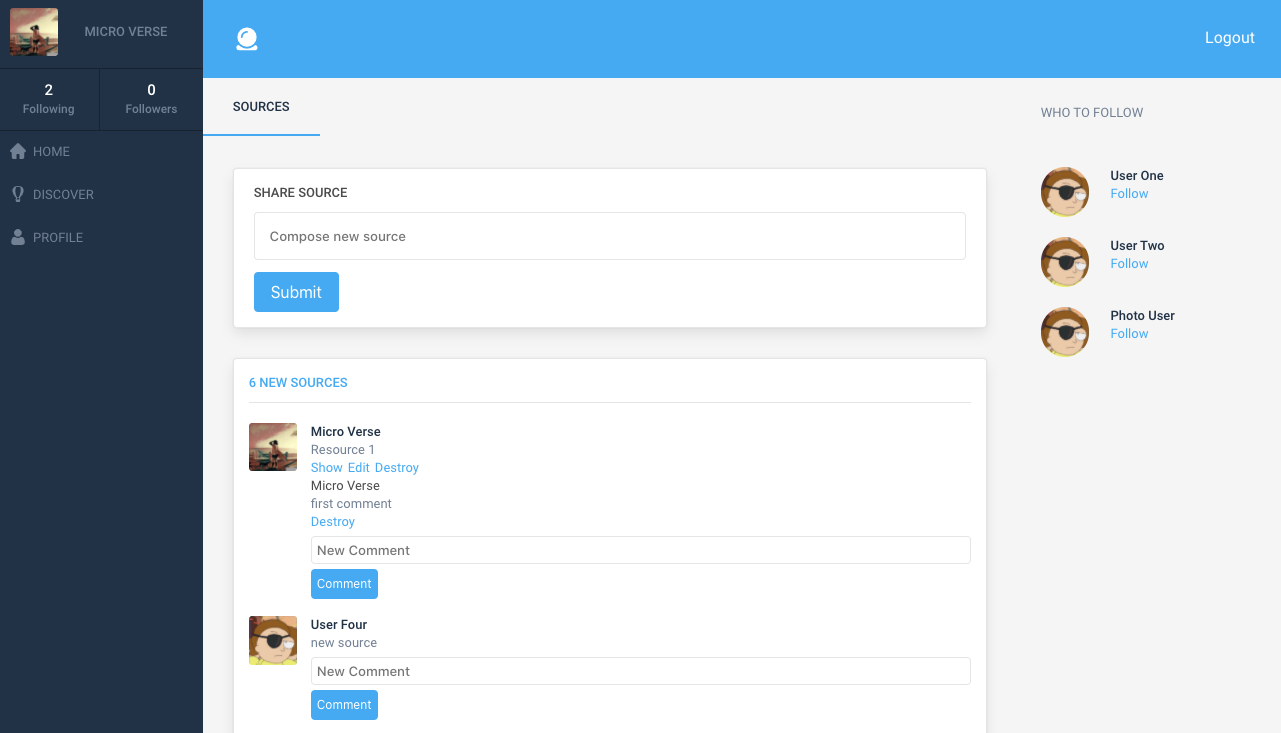 MICRO VERSE
2
Following
0
Followers
HOME
DISCOVER
PROFILE
Logout
SOURCES
SHARE SOURCE
Compose new source
Submit
6 NEW SOURCES
Micro Verse
Resource 1
Show Edit Destroy
Micro Verse
first comment
Destroy
New Comment
Comment
User Four
new source
New Comment
Comment
WHO TO FOLLOW
User One
Follow
User Two
Follow
Photo User
Follow